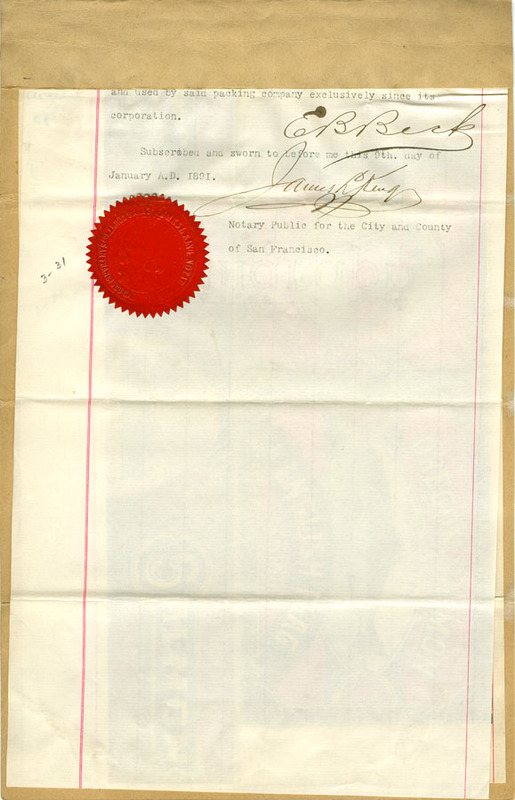 and used by said packing company exclusively since its
corporation.
E B Beck
Subscribed and sworn to before me this 9th. day of
January A.D. 1891.
James L. King
Notary Public for the City and County
of San Francisco.
3-31